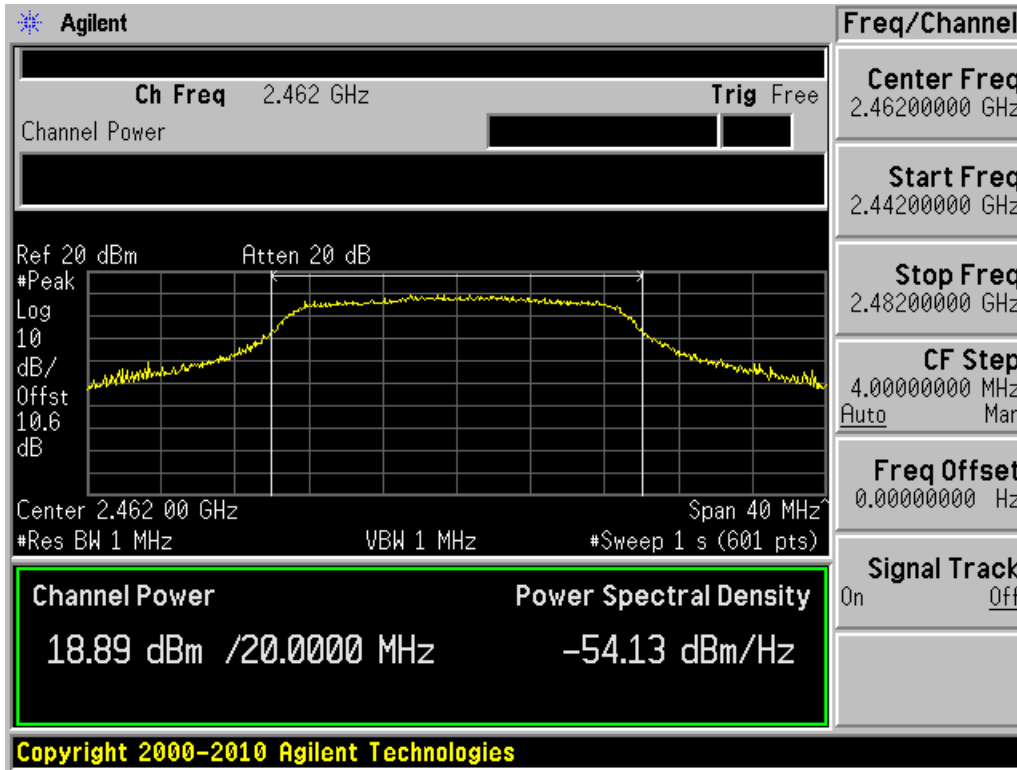 Agilent
Freq/Channel
Ch Freq 2.462 GHz Trig Free
Channel Power
Ref 20 dBm Atten 20 dB
#Peak
Log
10
dB/
Offst
10.6
dB
Center 2.462 00 GHz Span 40 MHz^
#Res BW 1 MHz VBW 1 MHz #Sweep 1 s (601 pts)
Channel Power Power Spectral Density
18.89 dBm /20.0000 MHz -54.13 dBm/Hz
Copyright 2000-2010 Agilent Technologies
Center Freq
2.46200000 GHz
Start Freq
2.44200000 GHz
Stop Freq
2.48200000 GHz
CF Step
4.00000000 MHz
Auto Man
Freq Offset
0.00000000 Hz
Signal Track
On Off